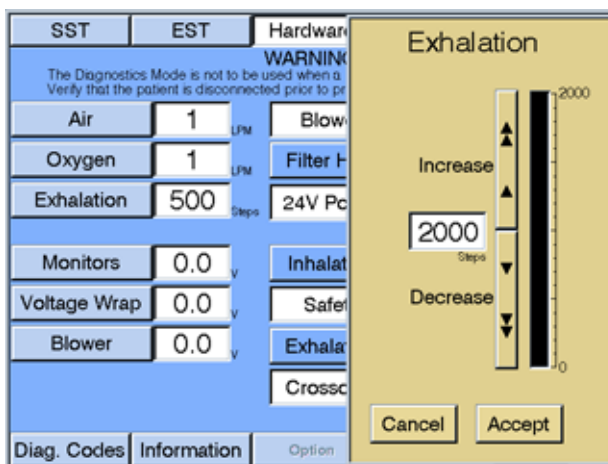 SST EST Hardwar
WARNIN
The Diagnostics Mode is not to be used when a
Verify that the patient is disconnected prior to pr
Air 1 LPM Blow
Oxygen 1 LPM Filter H
Exhalation 500 Steps 24V Po
Monitors 0.0 V Inhalat
Voltage Wrap 0.0 V Safet
Blower 0.0 V Exhala
Crossc
Diag. Codes Information Option
Exhalation
2000
Increase
2000
Steps
Decrease
0
Cancel Accept